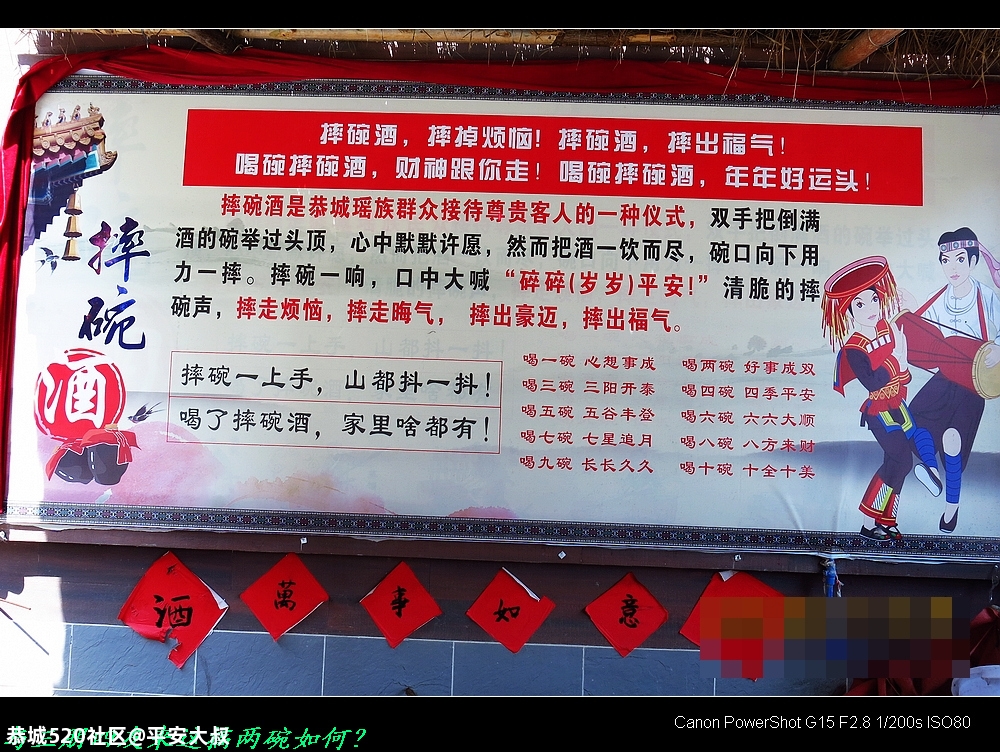 摔碗酒，摔掉烦恼！摔碗酒，摔出福气！
喝碗摔碗酒，财神跟你走！喝碗摔碗酒，年年好运头！
摔碗酒
摔碗酒是恭城瑶族群众接待尊贵客人的一种仪式，双手把倒满
酒的碗举过头顶，心中默默许愿，然而把酒一饮而尽，碗口向下用
力一摔。摔碗一响，口中大喊“碎碎(岁岁)平安!”清脆的摔
碗声，摔走烦恼，摔走晦气，摔出豪迈，摔出福气。
摔碗一上手，山都抖一抖！
喝了摔碗酒，家里啥都有！
喝一碗 心想事成 喝两碗 好事成双
喝三碗 三阳开泰 喝四碗 四季平安
喝五碗 五谷丰登 喝六碗 六六大顺
喝七碗 七星追月 喝八碗 八方来财
喝九碗 长长久久 喝十碗 十全十美
酒 萬 事 如 意
Canon PowerShot G15 F2.8 1/200s ISO80
恭城520社区@平安大叔
两碗如何？